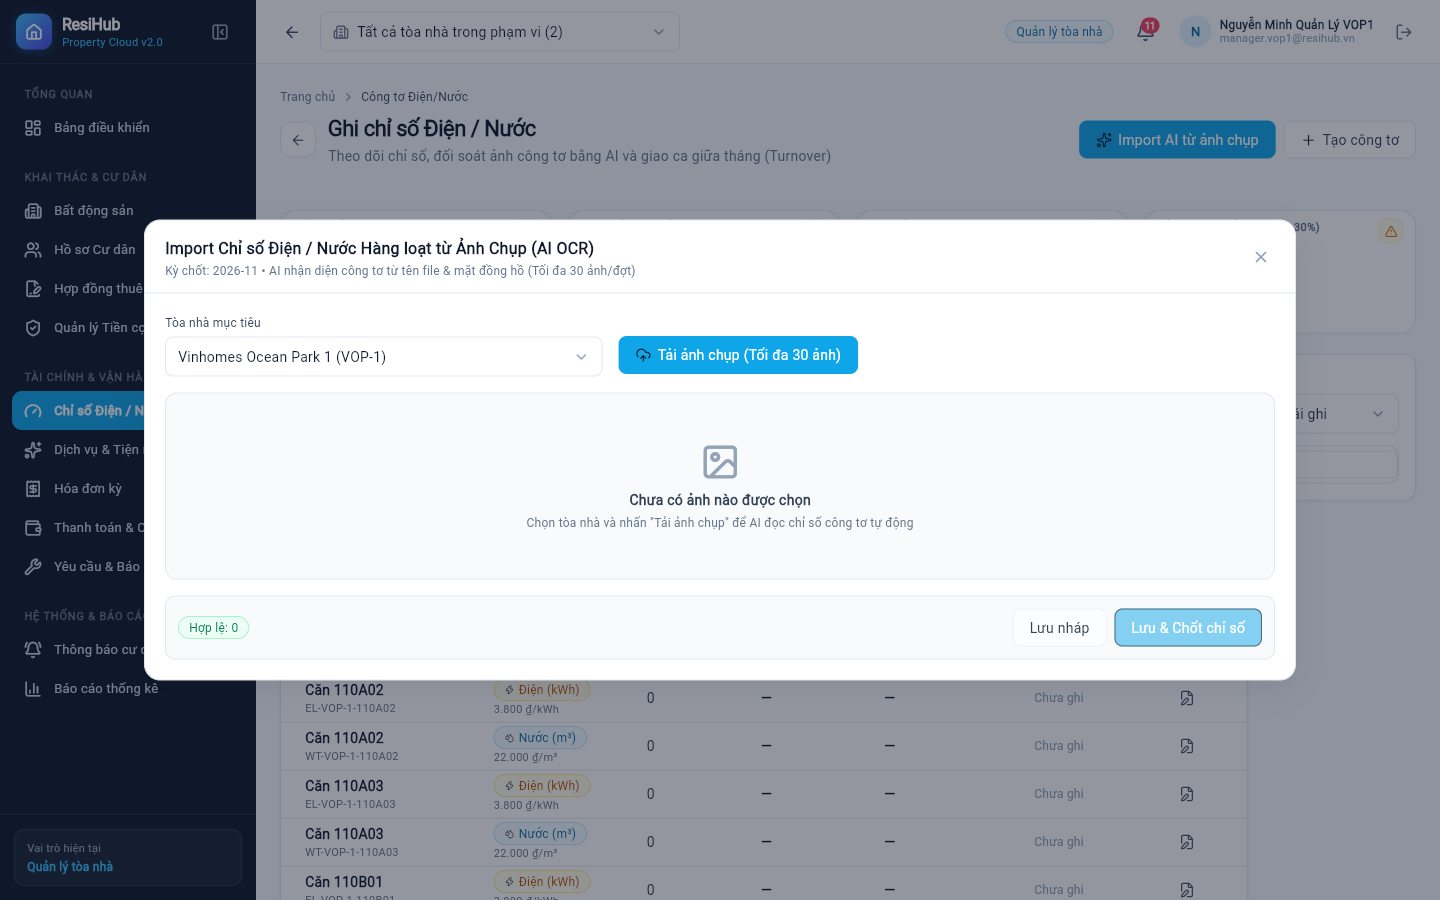 ResiHub
Property Cloud v2.0
Tất cả tòa nhà trong phạm vi (2)
Quản lý tòa nhà
11
N
Nguyễn Minh Quản Lý VOP1
manager.vop1@resihub.vn
TỔNG QUAN
Bảng điều khiển
KHAI THÁC & CƯ DÂN
Bất động sản
Hồ sơ Cư dân
Hợp đồng thuê
Quản lý Tiền cọ
TÀI CHÍNH & VẬN HÀ
Chỉ số Điện / N
Dịch vụ & Tiện
Hóa đơn kỳ
Thanh toán & C
Yêu cầu & Báo
HỆ THỐNG & BÁO CÁ
Thông báo cư d
Báo cáo thống kê
Vai trò hiện tại
Quản lý tòa nhà
Trang chủ
Công tơ Điện/Nước
Ghi chỉ số Điện / Nước
Theo dõi chỉ số, đối soát ảnh công tơ bằng AI và giao ca giữa tháng (Turnover)
Import AI từ ảnh chụp
Tạo công tơ
30%)
ái ghi
Import Chỉ số Điện / Nước Hàng loạt từ Ảnh Chụp (AI OCR)
Kỳ chốt: 2026-11 • AI nhận diện công tơ từ tên file & mặt đồng hồ (Tối đa 30 ảnh/đợt)
Tòa nhà mục tiêu
Vinhomes Ocean Park 1 (VOP-1)
Tải ảnh chụp (Tối đa 30 ảnh)
Chưa có ảnh nào được chọn
Chọn tòa nhà và nhấn "Tải ảnh chụp" để AI đọc chỉ số công tơ tự động
Hợp lệ: 0
Lưu nháp
Lưu & Chốt chỉ số
Căn 110A02
EL-VOP-1-110A02
Điện (kWh)
3.800 ₫/kWh
0
—
—
Chưa ghi
Căn 110A02
WT-VOP-1-110A02
Nước (m³)
22.000 ₫/m³
0
—
—
Chưa ghi
Căn 110A03
EL-VOP-1-110A03
Điện (kWh)
3.800 ₫/kWh
0
—
—
Chưa ghi
Căn 110A03
WT-VOP-1-110A03
Nước (m³)
22.000 ₫/m³
0
—
—
Chưa ghi
Căn 110B01
EL-VOP-1-110B01
Điện (kWh)
3.800 ₫/kWh
0
—
—
Chưa ghi